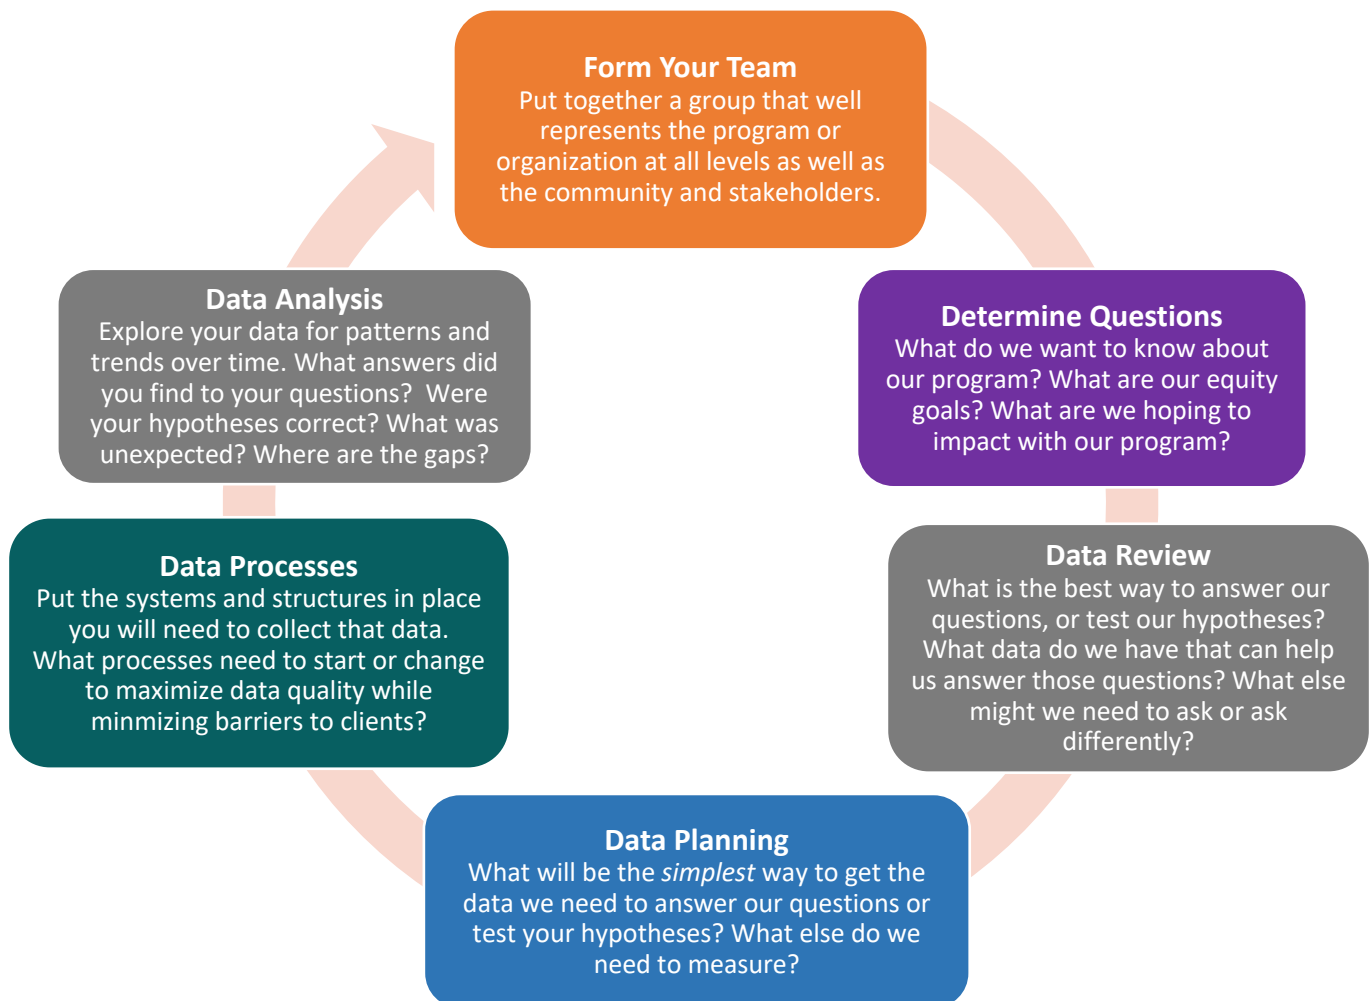 Form Your Team
Put together a group that well
represents the program or
organization at all levels as well as
the community and stakeholders.
Determine Questions
What do we want to know about
our program? What are our equity
goals? What are we hoping to
impact with our program?
Data Review
What is the best way to answer our
questions, or test our hypotheses?
What data do we have that can help
us answer those questions? What else
might we need to ask or ask
differently?
Data Planning
What will be the simplest way to get the
data we need to answer our questions or
test your hypotheses? What else do we
need to measure?
Data Processes
Put the systems and structures in place
you will need to collect that data.
What processes need to start or change
to maximize data quality while
minmizing barriers to clients?
Data Analysis
Explore your data for patterns and
trends over time. What answers did
you find to your questions?  Were
your hypotheses correct? What was
unexpected? Where are the gaps?